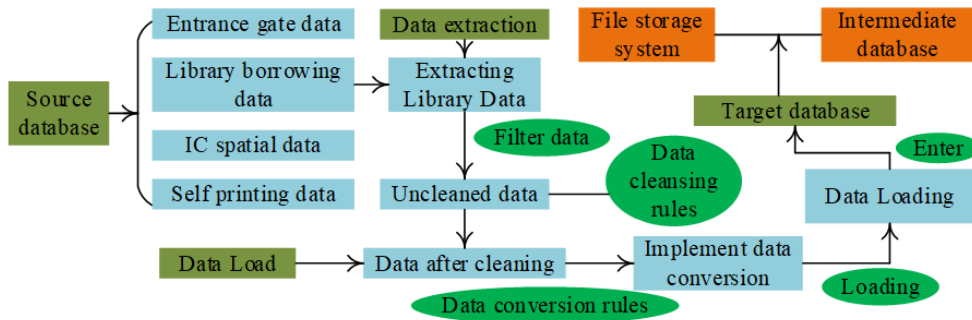 Source
database
Entrance gate data
Library borrowing
data
IC spatial data
Self printing data
Data extraction
Extracting
Library Data
Filter data
Uncleaned data
Data
cleansing
rules
Data Load
Data after cleaning
Data conversion rules
Implement data
conversion
Loading
Data Loading
Enter
Target database
File storage
system
Intermediate
database